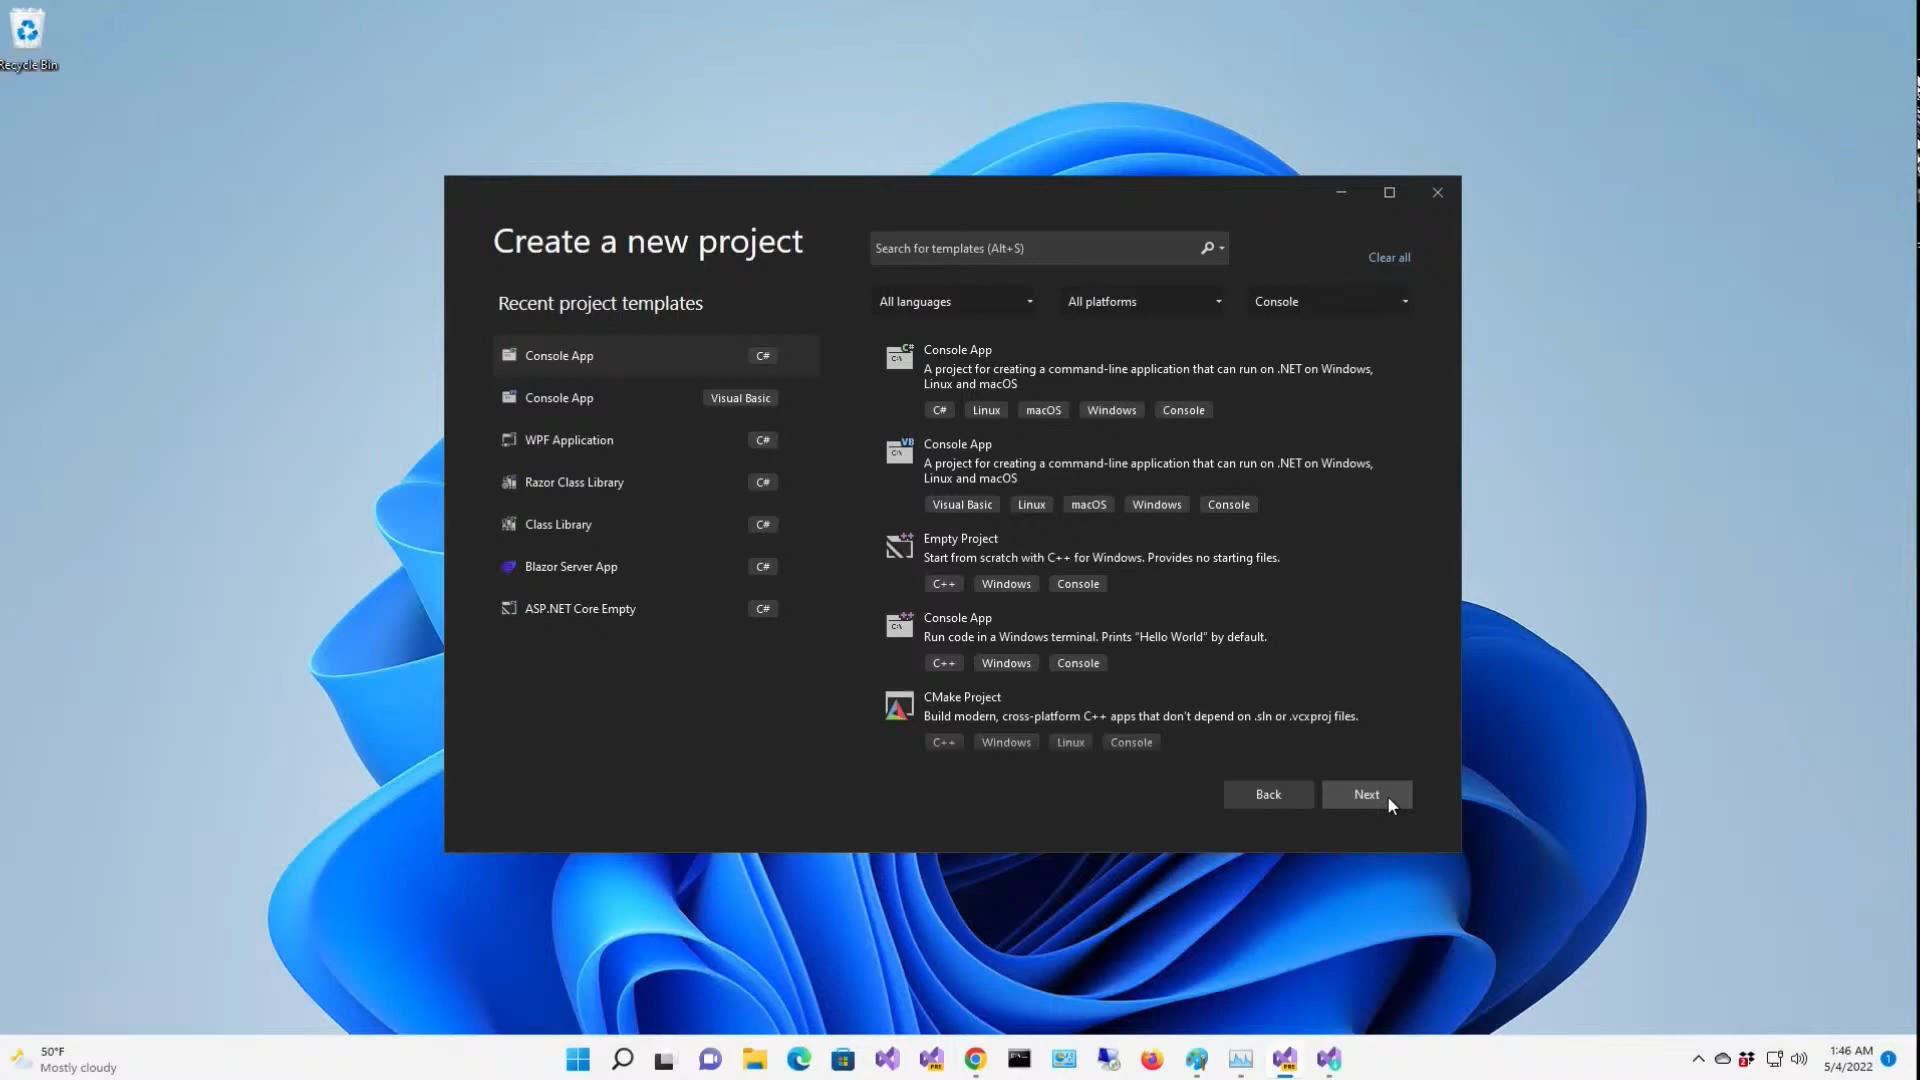 Recycle Bin
Create a new project
Search for templates (Alt+S)
Clear all
Recent project templates
All languages
All platforms
Console
Console App
C#
Console App
Visual Basic
WPF Application
C#
Razor Class Library
C#
Class Library
C#
Blazor Server App
C#
ASP.NET Core Empty
C#
Console App
A project for creating a command-line application that can run on .NET on Windows,
Linux and macOS
C# Linux macOS Windows Console
Console App
A project for creating a command-line application that can run on .NET on Windows,
Linux and macOS
Visual Basic Linux macOS Windows Console
Empty Project
Start from scratch with C++ for Windows. Provides no starting files.
C++ Windows Console
Console App
Run code in a Windows terminal. Prints "Hello World" by default.
C++ Windows Console
CMake Project
Build modern, cross-platform C++ apps that don't depend on .sln or .vcxproj files.
C++ Windows Linux Console
Back
Next
50°F
Mostly cloudy
PRE
PRE
2
1:46 AM
5/4/2022
1